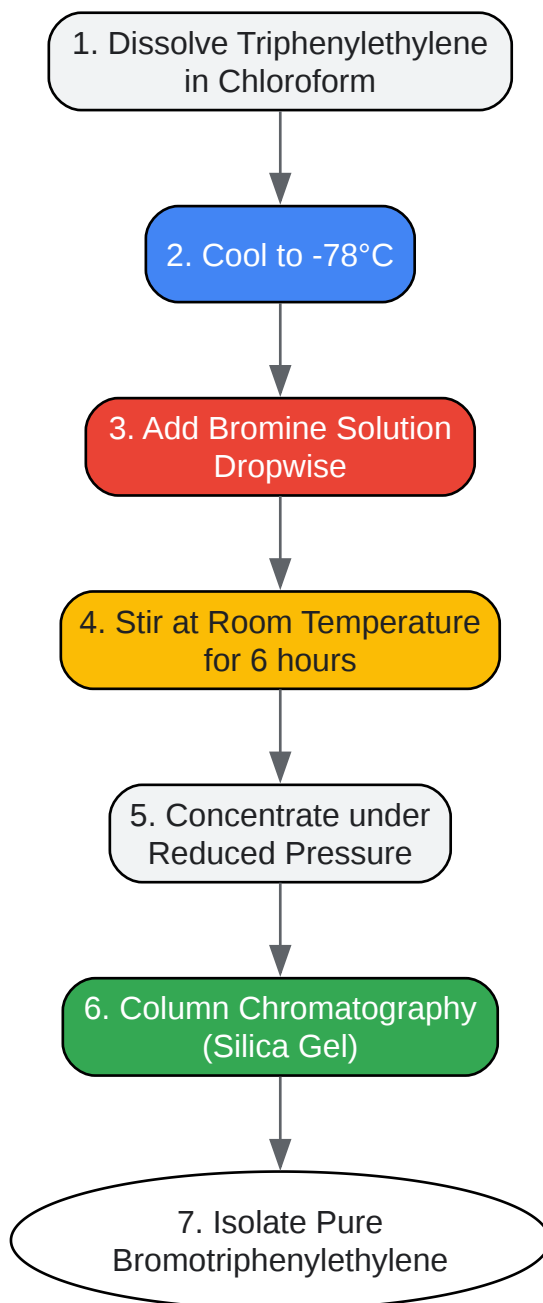 1. Dissolve Triphenylethylene
in Chloroform
2. Cool to -78°C
3. Add Bromine Solution
Dropwise
4. Stir at Room Temperature
for 6 hours
5. Concentrate under
Reduced Pressure
6. Column Chromatography
(Silica Gel)
7. Isolate Pure
Bromotriphenylethylene